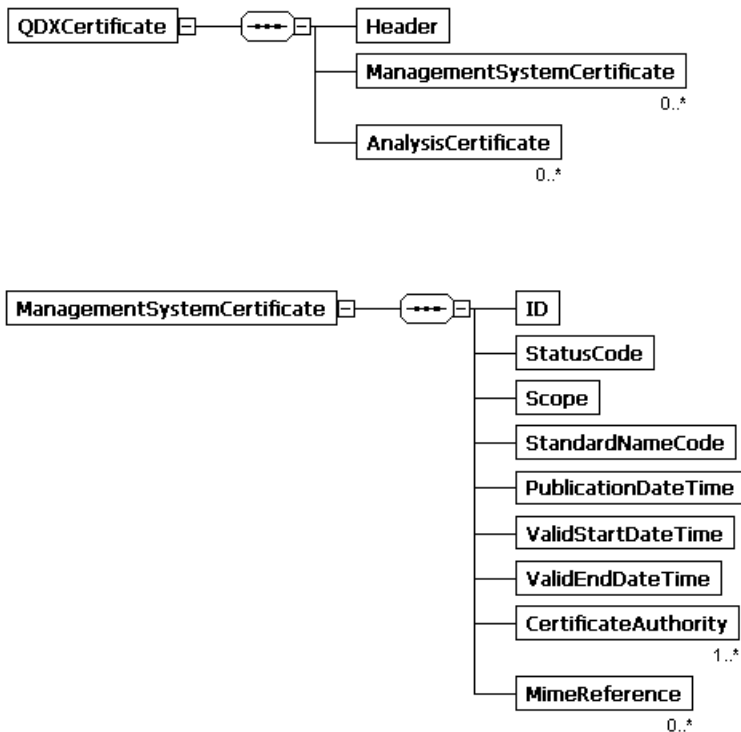 QDXCertificate
Header
ManagementSystemCertificate
0..*
AnalysisCertificate
0..*
ManagementSystemCertificate
ID
StatusCode
Scope
StandardNameCode
PublicationDateTime
ValidStartDateTime
ValidEndDateTime
CertificateAuthority
1..*
MimeReference
0..*